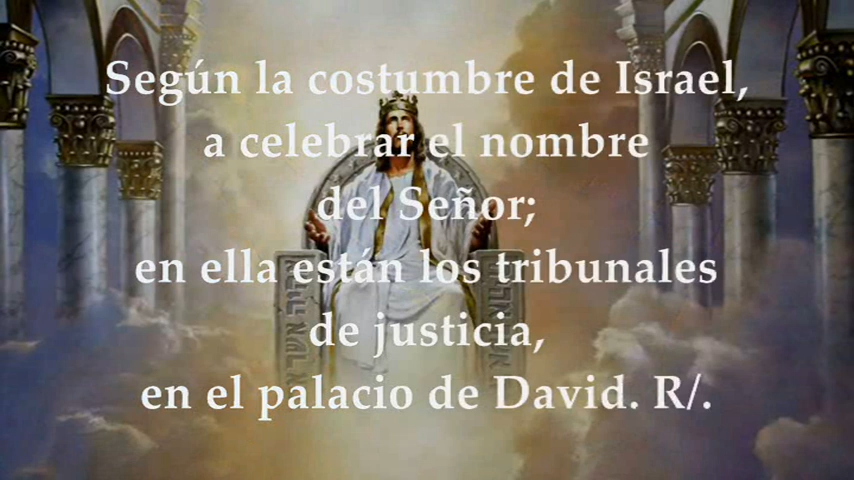 Según la costumbre de Israel,
a celebrar el nombre
del Señor;
en ella están los tribunales
de justicia,
en el palacio de David. R/.